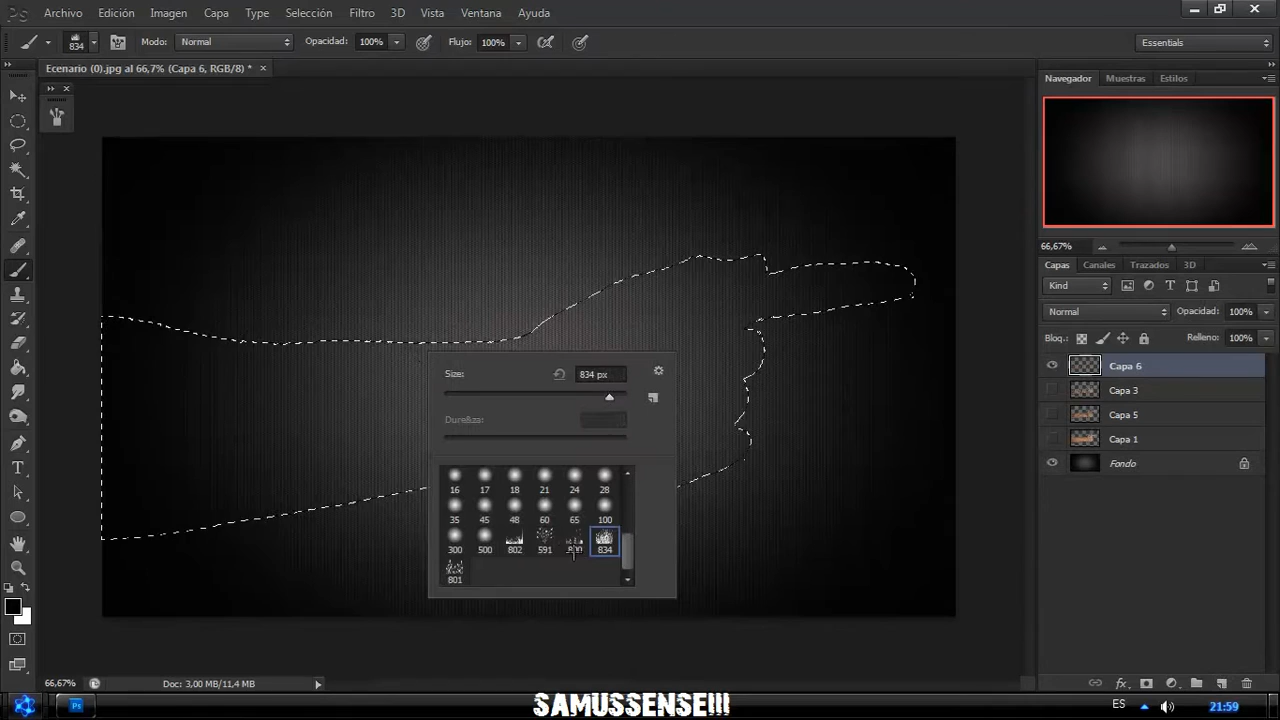 Ps Archivo Edición Imagen Capa Type Selección Filtro 3D Vista Ventana Ayuda
834 Modo: Normal Opacidad: 100% Flujo: 100% Essentials
Ecenario (0).jpg al 66,7% (Capa 6, RGB/8) *
Navegador Muestras Estilos
66,67%
Capas Canales Trazados 3D
Kind
Normal Opacidad: 100%
Bloq.: Relleno: 100%
Capa 6
Capa 3
Capa 5
Capa 1
Fondo
Size: 834 px
Dureza:
16 17 18 21 24 28
35 45 48 60 65 100
300 500 802 591 834
801
66,67% Doc: 3,00 MB/11,4 MB
Ps SAMUSSENSE!!! ES 21:59